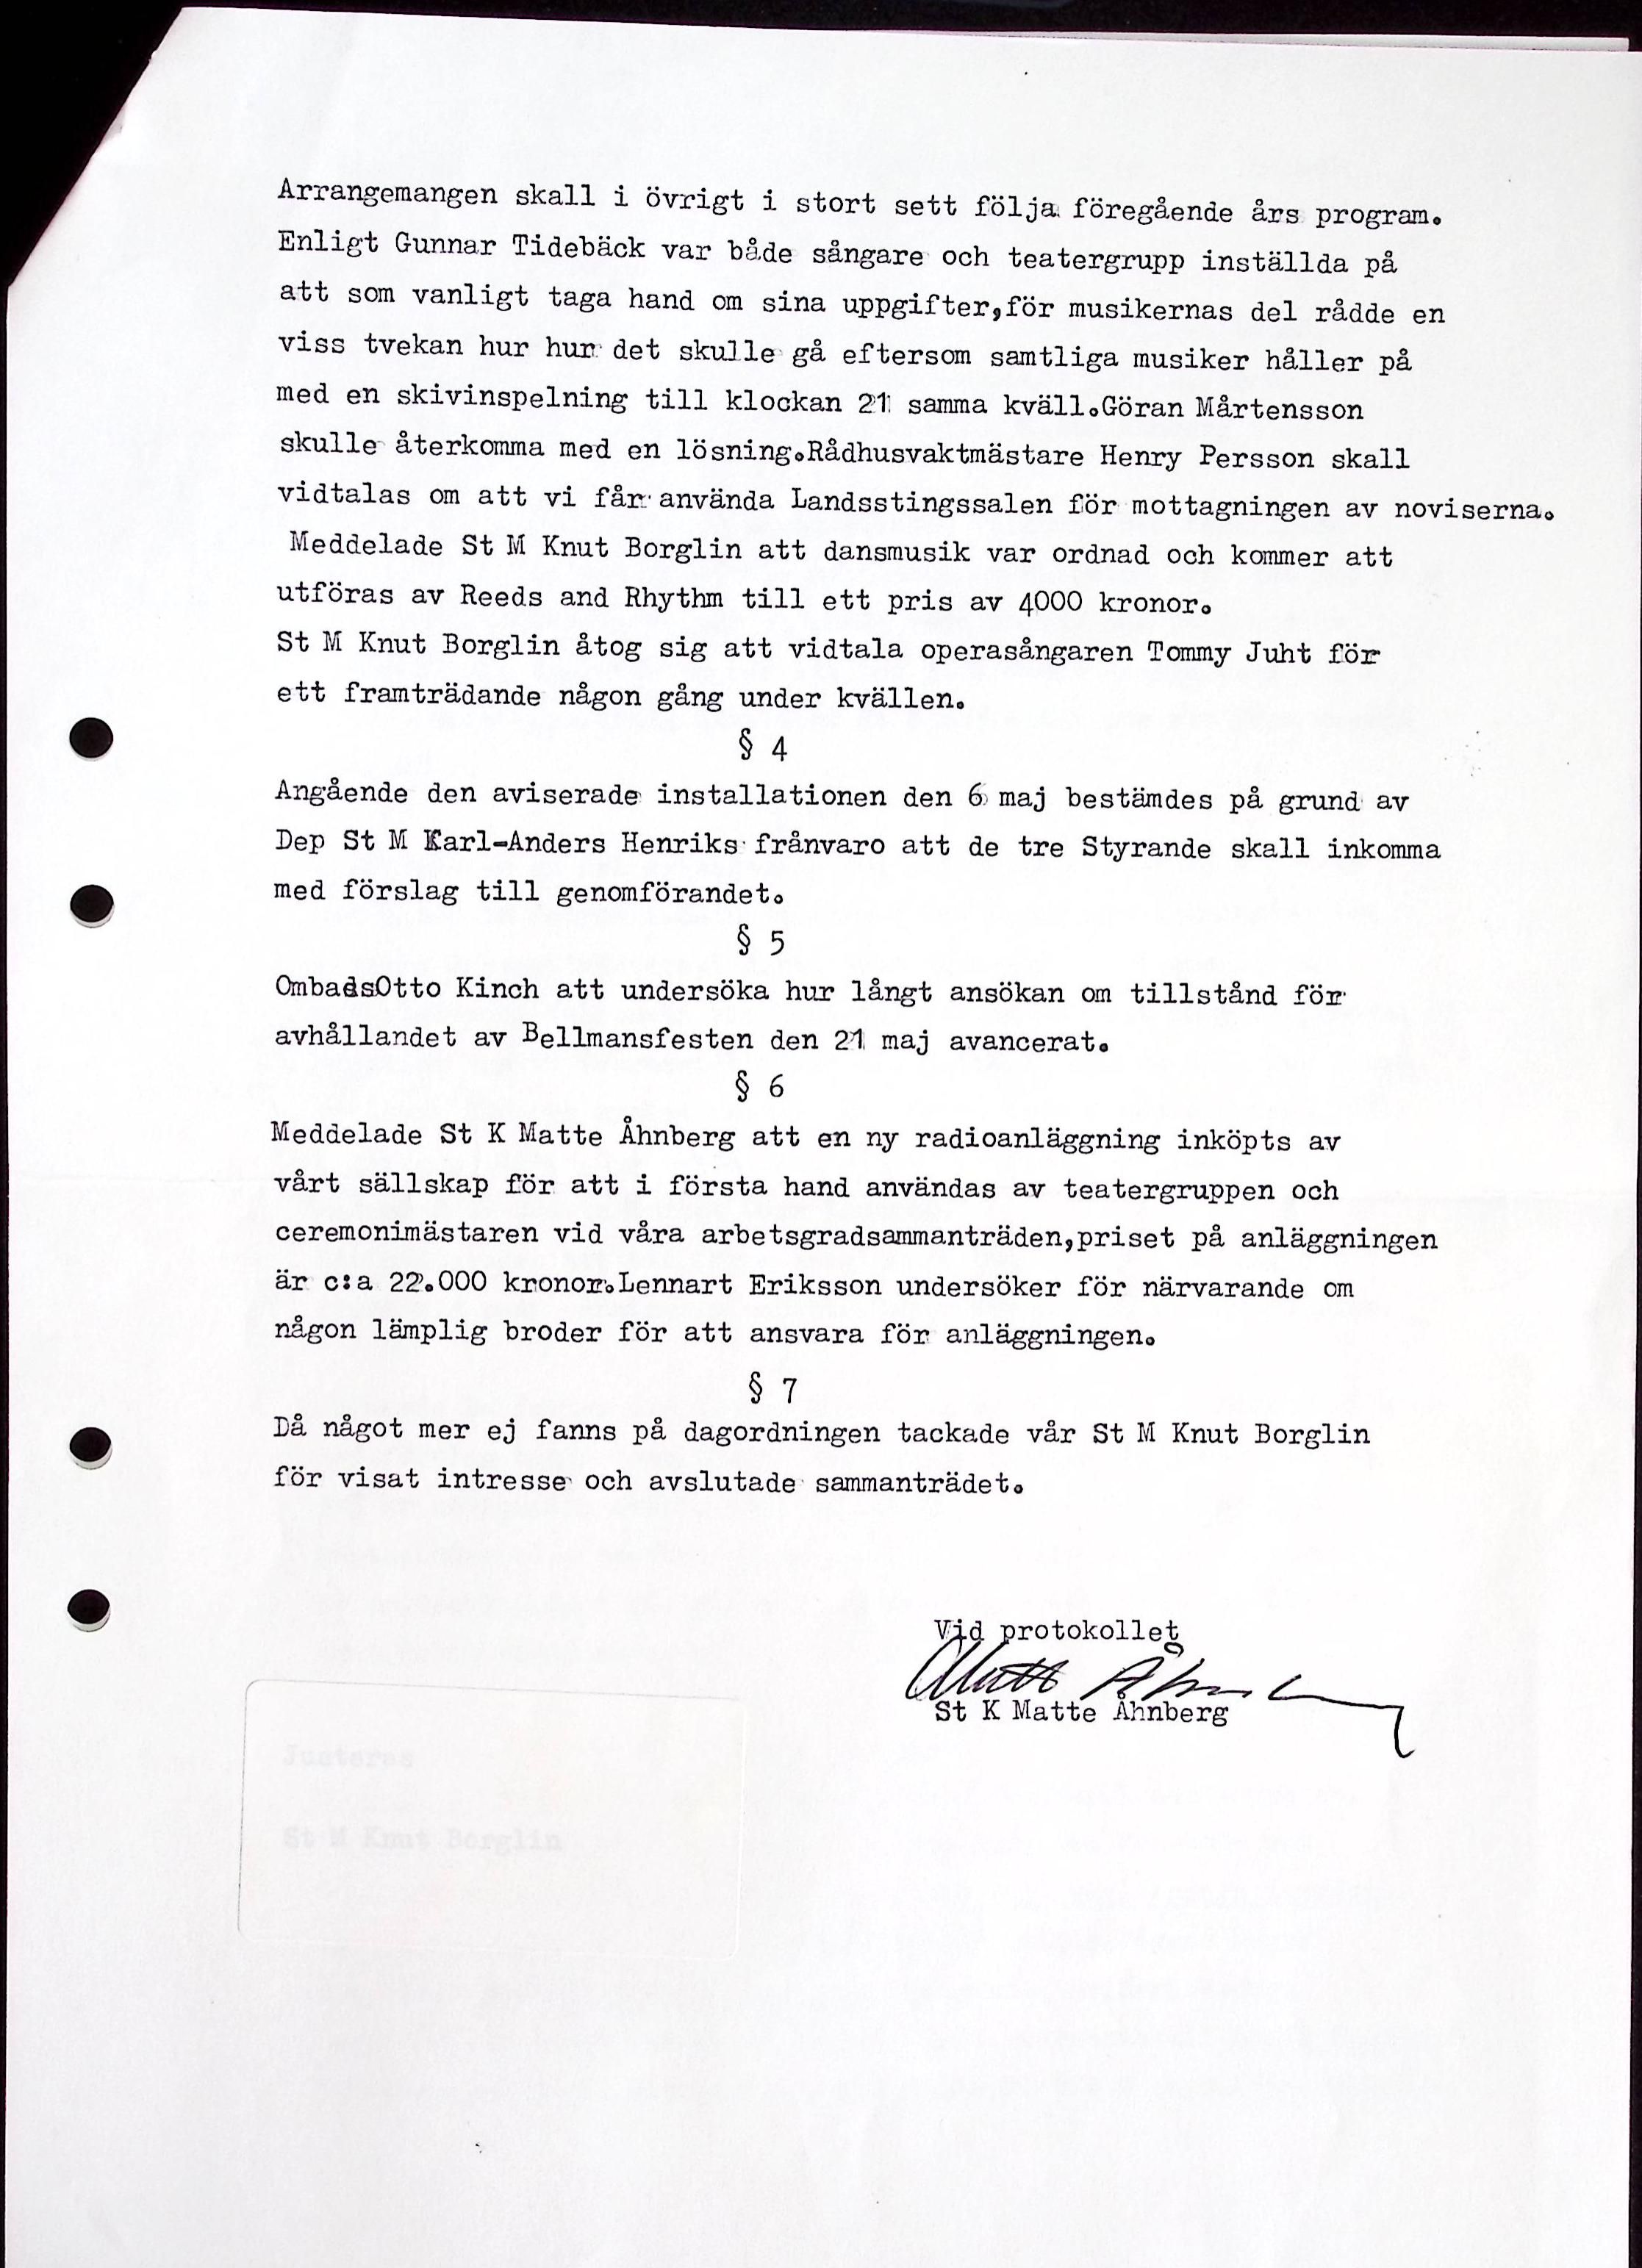 Arrangemangen skall i övrigt i stort sett följa föregående års program.
Enligt Gunnar Tidebäck var både sångare och teatergrupp inställda på
att som vanligt taga hand om sina uppgifter,för musikernas del rådde en
viss tvekan hur hur det skulle gå eftersom samtliga musiker håller på
med en skivinspelning till klockan 21 samma kväll.Göran Mårtensson
skulle återkomma med en lösning.Rådhusvaktmästare Henry Persson skall
vidtalas om att vi får använda Landsstingssalen för mottagningen av noviserna.
Meddelade St M Knut Borglin att dansmusik var ordnad och kommer att
utföras av Reeds and Rhythm till ett pris av 4000 kronor.
St M Knut Borglin åtog sig att vidtala operasångaren Tommy Juht för
ett framträdande någon gång under kvällen.
§ 4
Angående den aviserade installationen den 6 maj bestämdes på grund av
Dep St M Karl-Anders Henriks frånvaro att de tre Styrande skall inkomma
med förslag till genomförandet.
§ 5
OmbadsOtto Kinch att undersöka hur långt ansökan om tillstånd för
avhållandet av Bellmansfesten den 21 maj avancerat.
§ 6
Meddelade St K Matte Åhnberg att en ny radioanläggning inköpts av
vårt sällskap för att i första hand användas av teatergruppen och
ceremonimästaren vid våra arbetsgradsammanträden,priset på anläggningen
är c:a 22.000 kronor.Lennart Eriksson undersöker för närvarande om
någon lämplig broder för att ansvara för anläggningen.
§ 7
Då något mer ej fanns på dagordningen tackade vår St M Knut Borglin
för visat intresse och avslutade sammanträdet.
Vid protokollet
Matte Åhnberg
St K Matte Åhnberg
Justeras
St M Knut Borglin